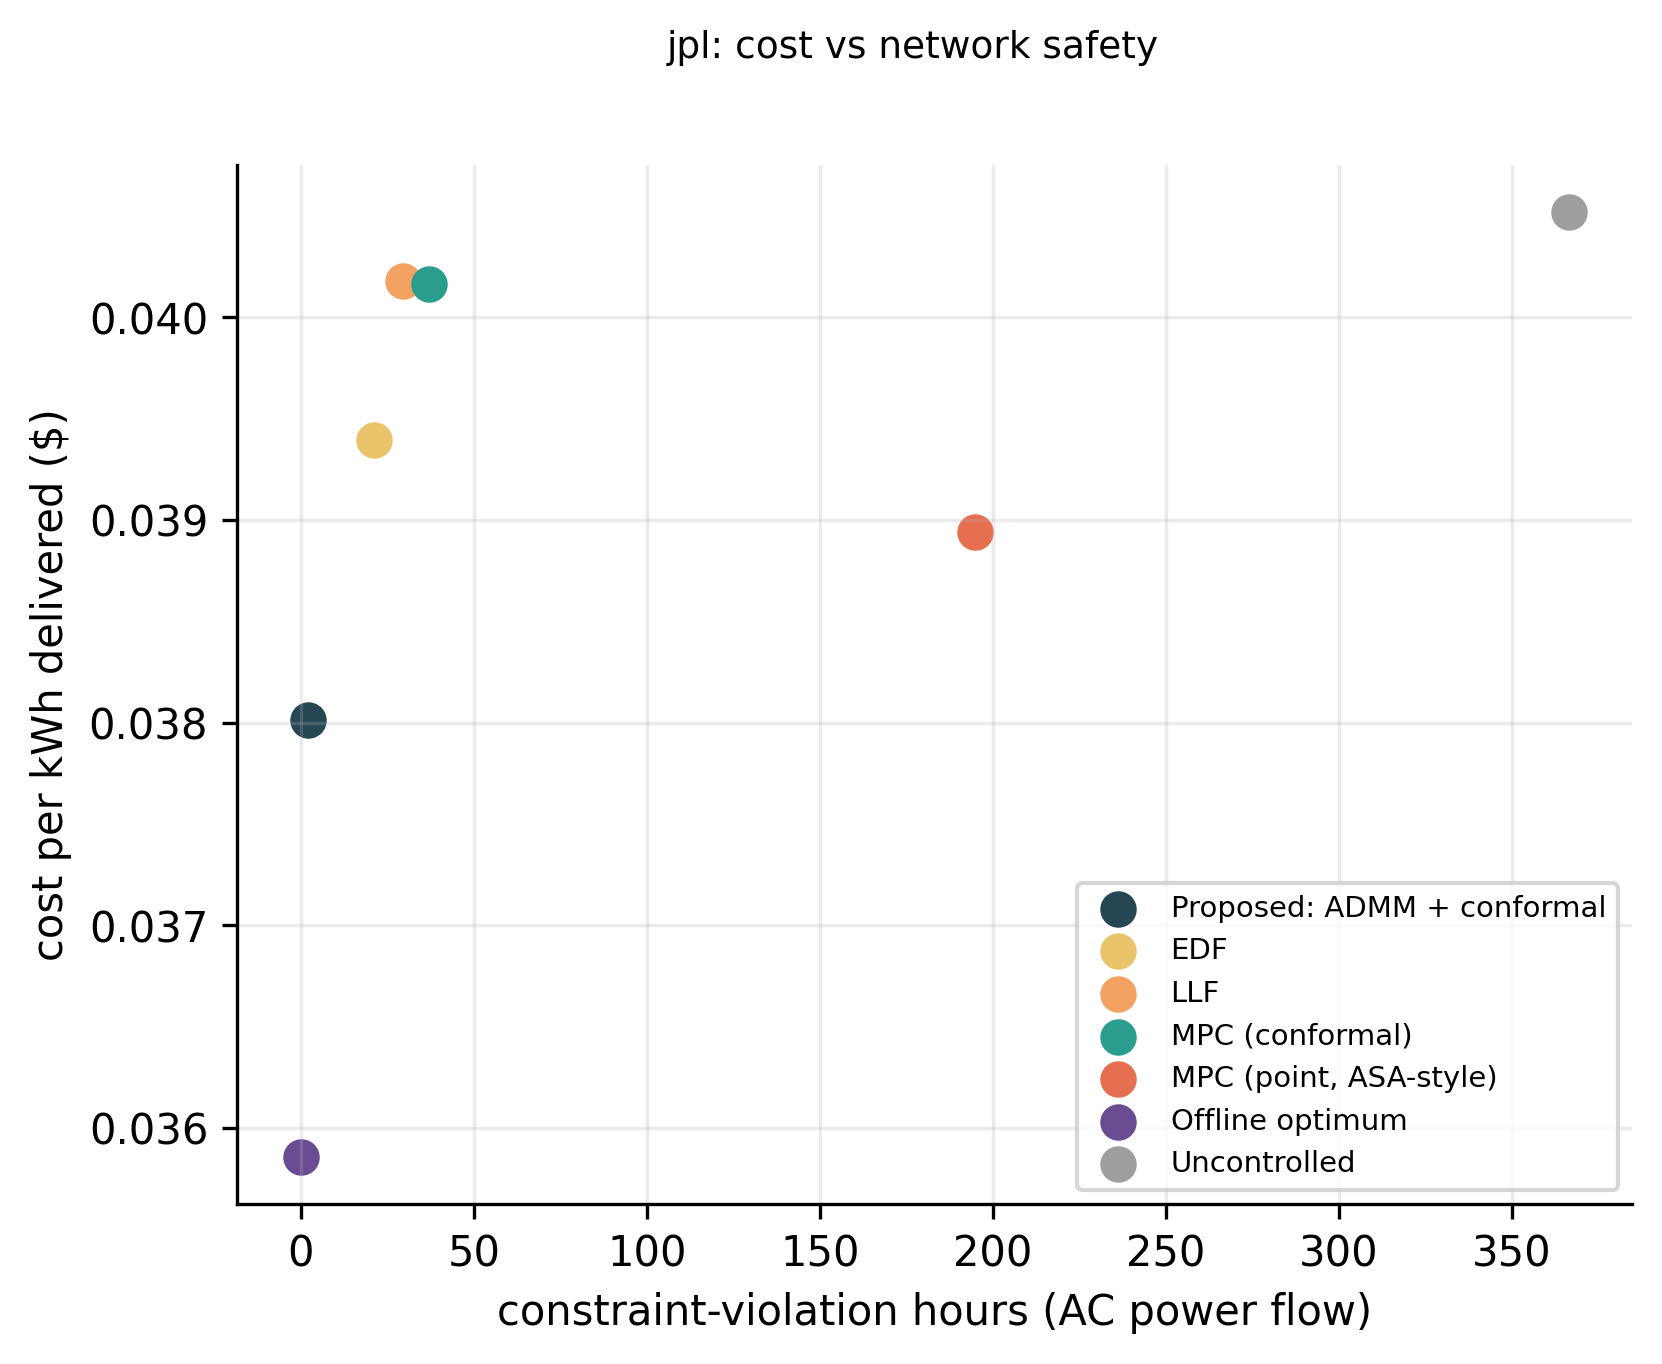 jpl: cost vs network safety
cost per kWh delivered ($)
0.040
0.039
0.038
0.037
0.036
0
50
100
150
200
250
300
350
constraint-violation hours (AC power flow)
Proposed: ADMM + conformal
EDF
LLF
MPC (conformal)
MPC (point, ASA-style)
Offline optimum
Uncontrolled